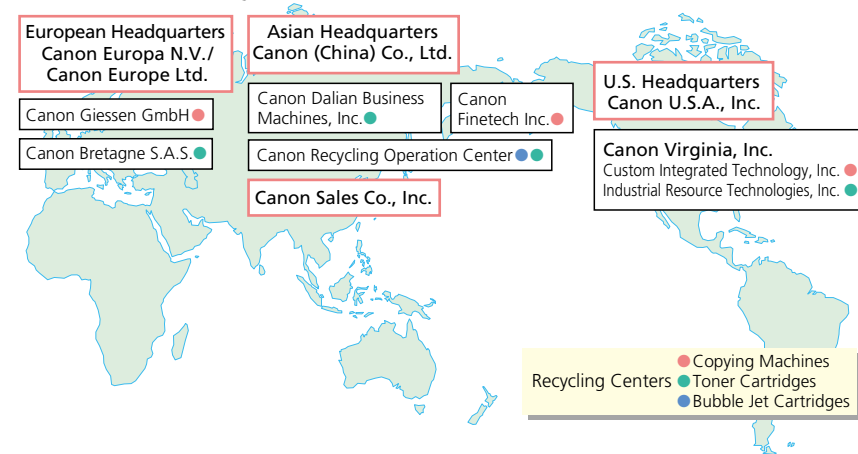 European Headquarters
Canon Europa N.V./
Canon Europe Ltd.
Canon Giessen GmbH
Canon Bretagne S.A.S.
Asian Headquarters
Canon (China) Co., Ltd.
Canon Dalian Business
Machines, Inc.
Canon
Finetech Inc.
Canon Recycling Operation Center
Canon Sales Co., Inc.
U.S. Headquarters
Canon U.S.A., Inc.
Canon Virginia, Inc.
Custom Integrated Technology, Inc.
Industrial Resource Technologies, Inc.
Recycling Centers
Copying Machines
Toner Cartridges
Bubble Jet Cartridges